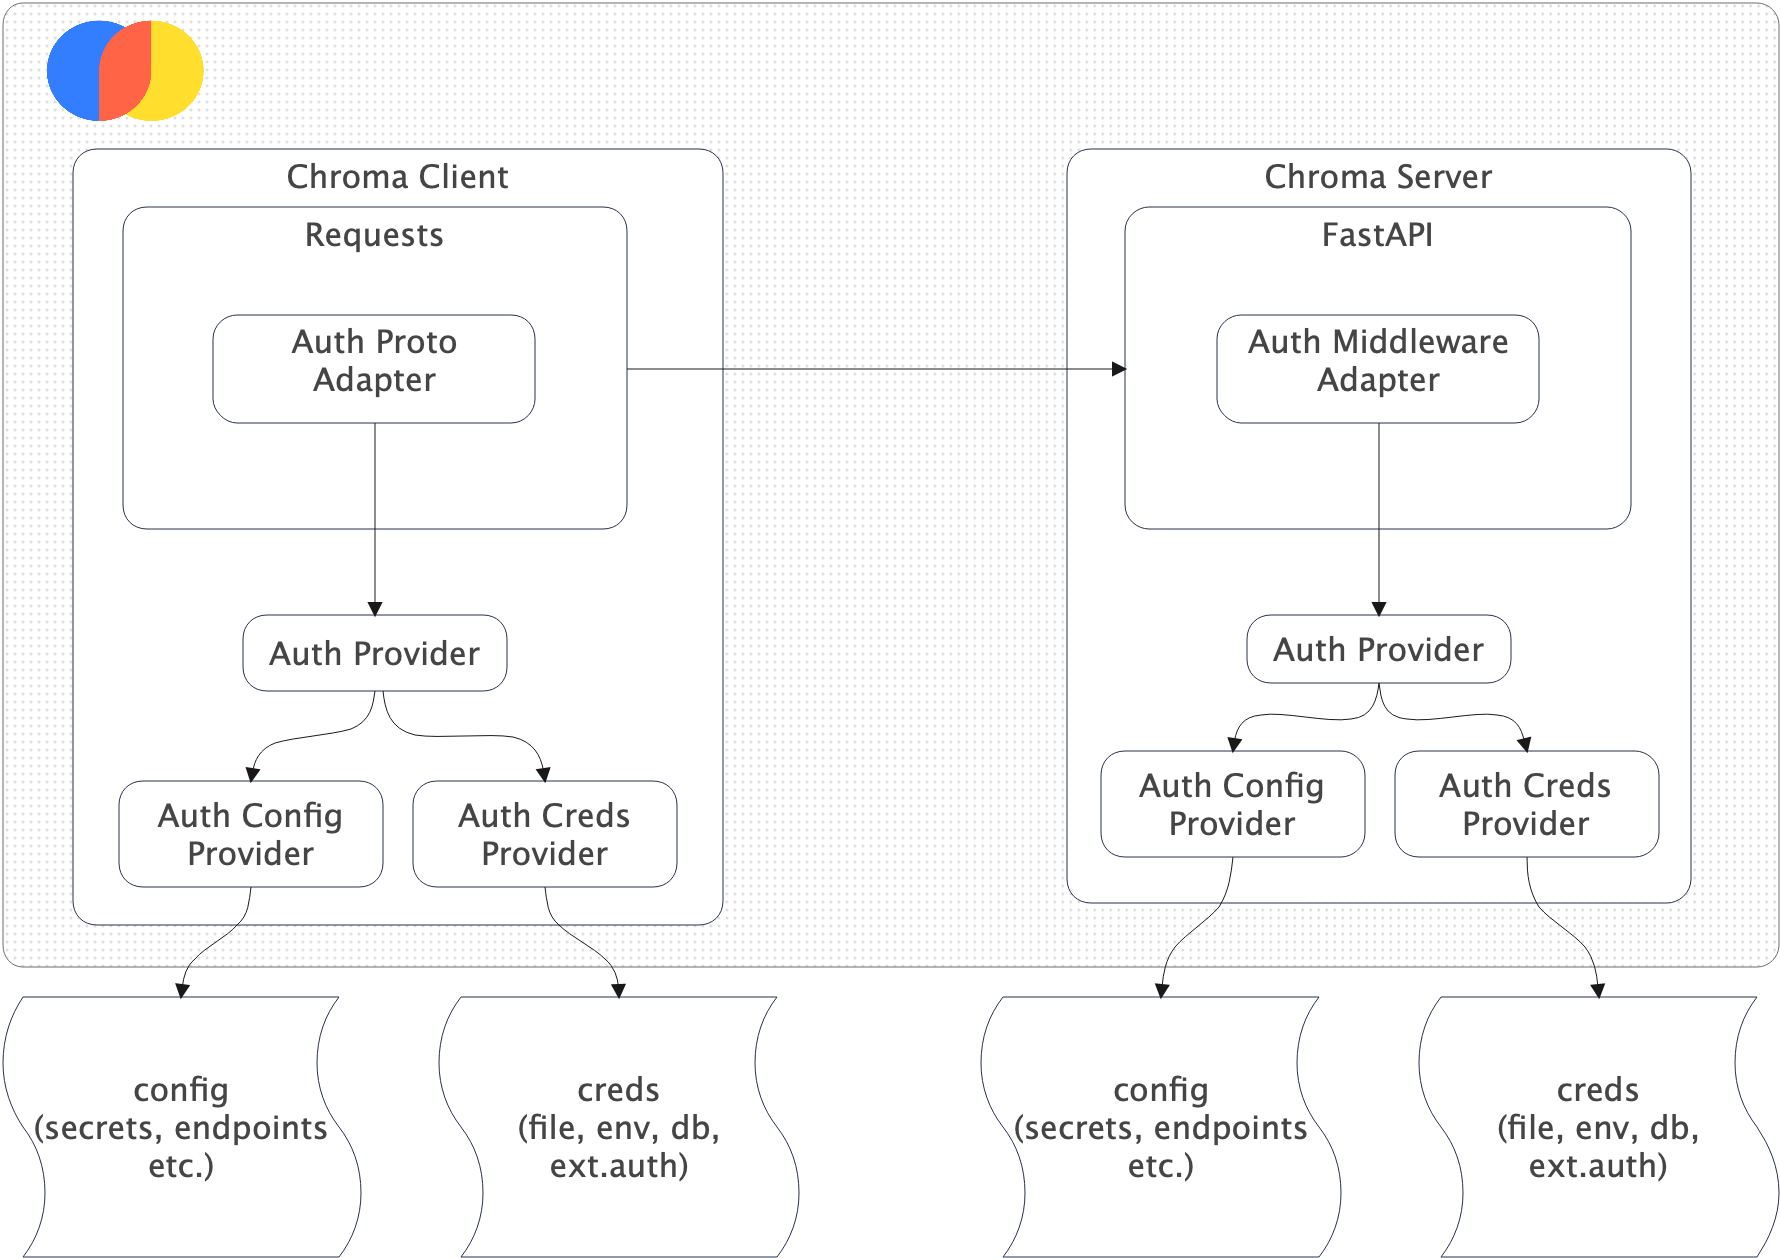 Chroma Client
Requests
Auth Proto
Adapter
Auth Provider
Auth Config
Provider
Auth Creds
Provider
config
(secrets, endpoints
etc.)
creds
(file, env, db,
ext.auth)
Chroma Server
FastAPI
Auth Middleware
Adapter
Auth Provider
Auth Config
Provider
Auth Creds
Provider
config
(secrets, endpoints
etc.)
creds
(file, env, db,
ext.auth)